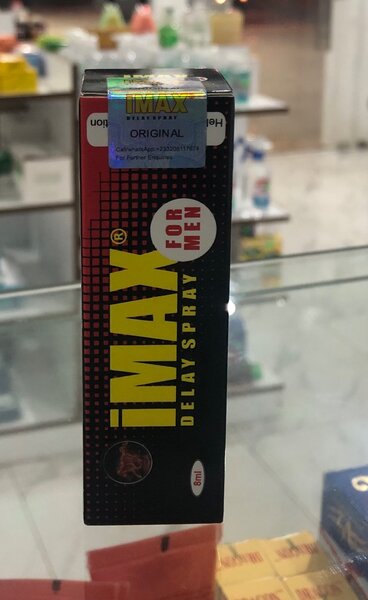 iMAX
DELAY SPRAY
ORIGINAL
For Further Enquiries
iMAX®
DELAY SPRAY
FOR
MEN
8ml